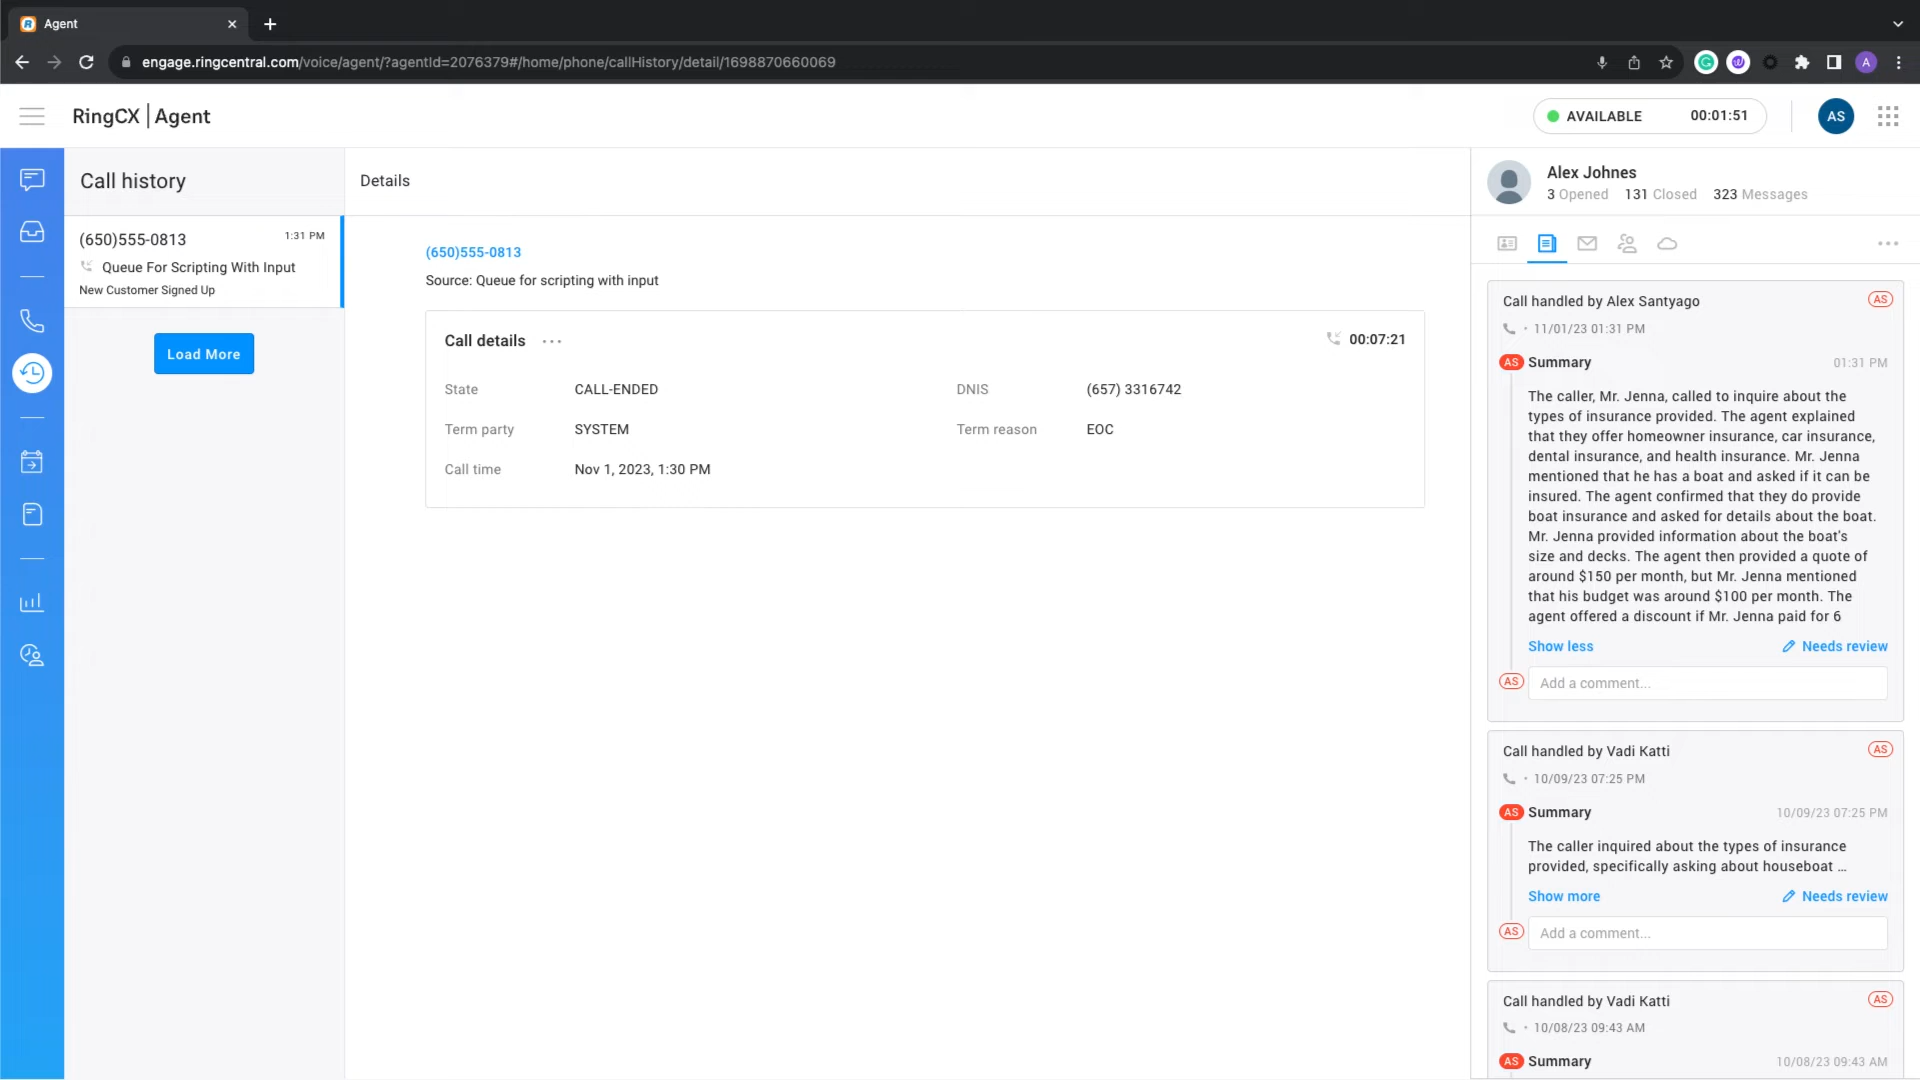 Agent
engage.ringcentral.com/voice/agent/?agentId=2076379#/home/phone/callHistory/detail/1698870660069
A
RingCX | Agent
AVAILABLE 00:01:51
AS
Call history
Details
(650)555-0813 1:31 PM
Queue For Scripting With Input
New Customer Signed Up
Load More
(650)555-0813
Source: Queue for scripting with input
Call details ... 00:07:21
State CALL-ENDED DNIS (657) 3316742
Term party SYSTEM Term reason EOC
Call time Nov 1, 2023, 1:30 PM
Alex Johnes
3 Opened 131 Closed 323 Messages
Call handled by Alex Santyago AS
• 11/01/23 01:31 PM
AS Summary 01:31 PM
The caller, Mr. Jenna, called to inquire about the
types of insurance provided. The agent explained
that they offer homeowner insurance, car insurance,
dental insurance, and health insurance. Mr. Jenna
mentioned that he has a boat and asked if it can be
insured. The agent confirmed that they do provide
boat insurance and asked for details about the boat.
Mr. Jenna provided information about the boat's
size and decks. The agent then provided a quote of
around $150 per month, but Mr. Jenna mentioned
that his budget was around $100 per month. The
agent offered a discount if Mr. Jenna paid for 6
Show less Needs review
AS Add a comment...
Call handled by Vadi Katti AS
• 10/09/23 07:25 PM
AS Summary 10/09/23 07:25 PM
The caller inquired about the types of insurance
provided, specifically asking about houseboat ...
Show more Needs review
AS Add a comment...
Call handled by Vadi Katti AS
• 10/08/23 09:43 AM
AS Summary 10/08/23 09:43 AM